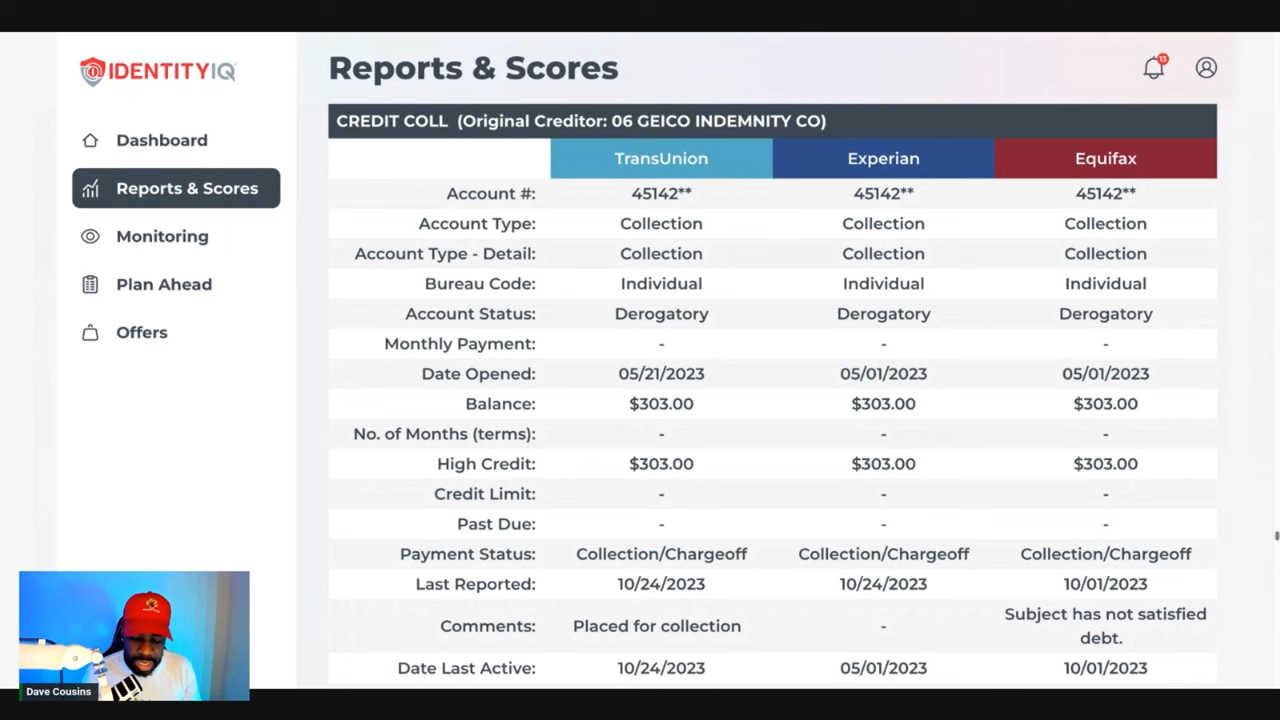 IDENTITYIQ
Reports & Scores
13
Dashboard
Reports & Scores
Monitoring
Plan Ahead
Offers
CREDIT COLL (Original Creditor: 06 GEICO INDEMNITY CO)
TransUnion Experian Equifax
Account #: 45142** 45142** 45142**
Account Type: Collection Collection Collection
Account Type - Detail: Collection Collection Collection
Bureau Code: Individual Individual Individual
Account Status: Derogatory Derogatory Derogatory
Monthly Payment: - - -
Date Opened: 05/21/2023 05/01/2023 05/01/2023
Balance: $303.00 $303.00 $303.00
No. of Months (terms): - - -
High Credit: $303.00 $303.00 $303.00
Credit Limit: - - -
Past Due: - - -
Payment Status: Collection/Chargeoff Collection/Chargeoff Collection/Chargeoff
Last Reported: 10/24/2023 10/24/2023 10/01/2023
Comments: Placed for collection - Subject has not satisfied
debt.
Date Last Active: 10/24/2023 05/01/2023 10/01/2023
Dave Cousins